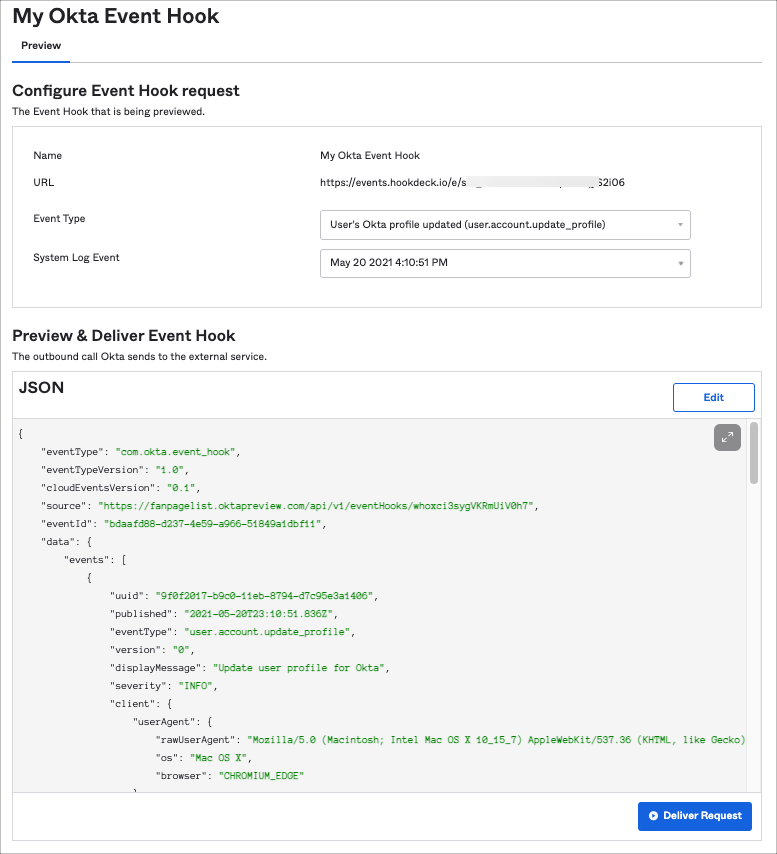 My Okta Event Hook
Preview
Configure Event Hook request
The Event Hook that is being previewed.
Name My Okta Event Hook
URL https://events.hookdeck.io/e/s S2i06
Event Type User's Okta profile updated (user.account.update_profile)
System Log Event May 20 2021 4:10:51 PM
Preview & Deliver Event Hook
The outbound call Okta sends to the external service.
JSON Edit
{
"eventType": "com.okta.event_hook",
"eventTypeVersion": "1.0",
"cloudEventsVersion": "0.1",
"source": "https://fanpagelist.oktapreview.com/api/v1/eventHooks/whoxci3sygVKRmUiV0h7",
"eventId": "bdaafd88-d237-4e59-a966-51849a1dbf11",
"data": {
"events": [
{
"uuid": "9f0f2017-b9c0-11eb-8794-d7c95e3a1406",
"published": "2021-05-20T23:10:51.836Z",
"eventType": "user.account.update_profile",
"version": "0",
"displayMessage": "Update user profile for Okta",
"severity": "INFO",
"client": {
"userAgent": {
"rawUserAgent": "Mozilla/5.0 (Macintosh; Intel Mac OS X 10_15_7) AppleWebKit/537.36 (KHTML, like Gecko)
"os": "Mac OS X",
"browser": "CHROMIUM_EDGE"
Deliver Request